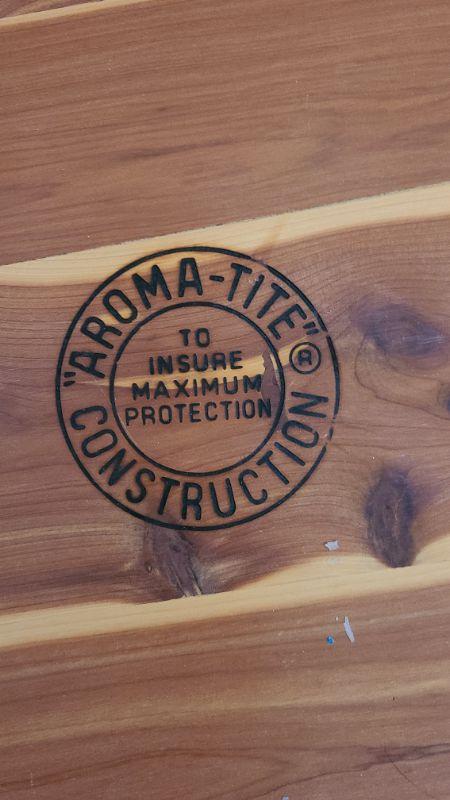 "AROMA-TITE"®
TO
INSURE
MAXIMUM
PROTECTION
CONSTRUCTION